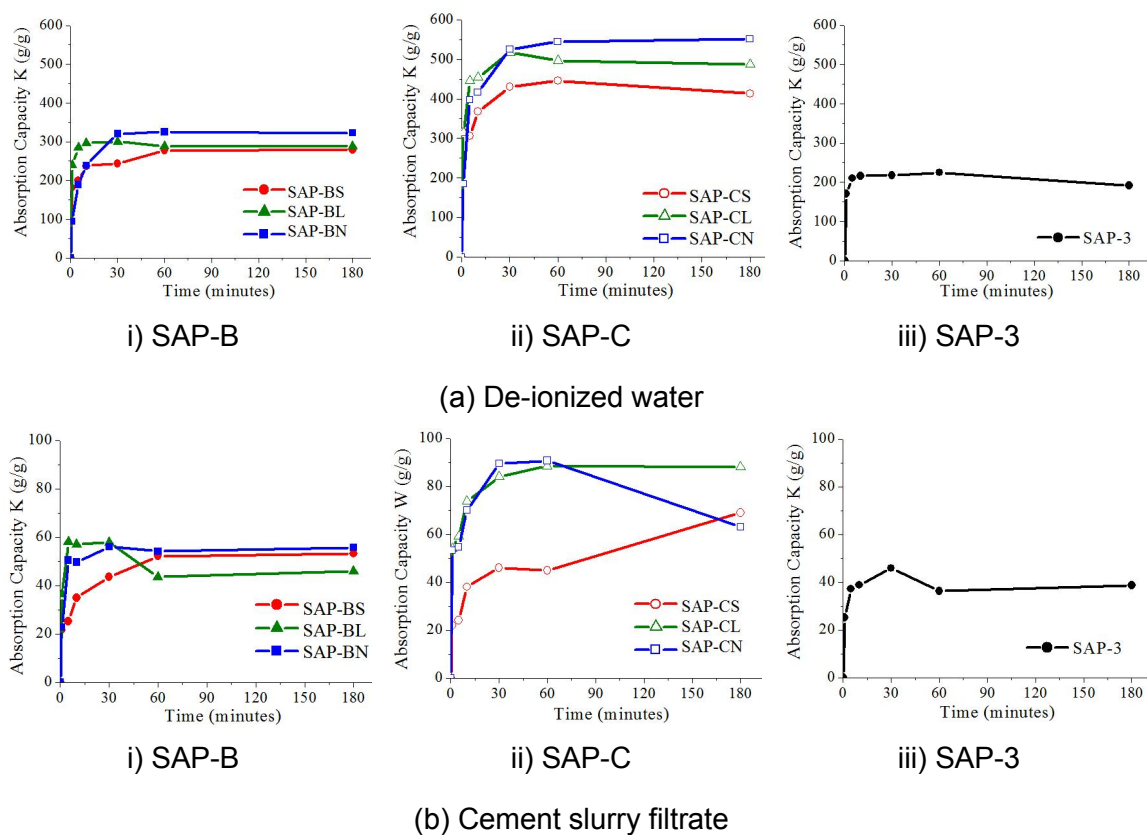 600
500
400
300
200
100
0
Absorption Capacity K (g/g)
SAP-BS
SAP-BL
SAP-BN
0 30 60 90 120 150 180
Time (minutes)
i) SAP-B
600
500
400
300
200
100
0
Absorption Capacity K (g/g)
SAP-CS
SAP-CL
SAP-CN
0 30 60 90 120 150 180
Time (minutes)
ii) SAP-C
600
500
400
300
200
100
0
Absorption Capacity K (g/g)
SAP-3
0 30 60 90 120 150 180
Time (minutes)
iii) SAP-3
(a) De-ionized water
100
80
60
40
20
0
Absorption Capacity K (g/g)
SAP-BS
SAP-BL
SAP-BN
0 30 60 90 120 150 180
Time (minutes)
i) SAP-B
100
80
60
40
20
0
Absorption Capacity W (g/g)
SAP-CS
SAP-CL
SAP-CN
0 30 60 90 120 150 180
Time (minutes)
ii) SAP-C
100
80
60
40
20
0
Absorption Capacity K (g/g)
SAP-3
0 30 60 90 120 150 180
Time (minutes)
iii) SAP-3
(b) Cement slurry filtrate